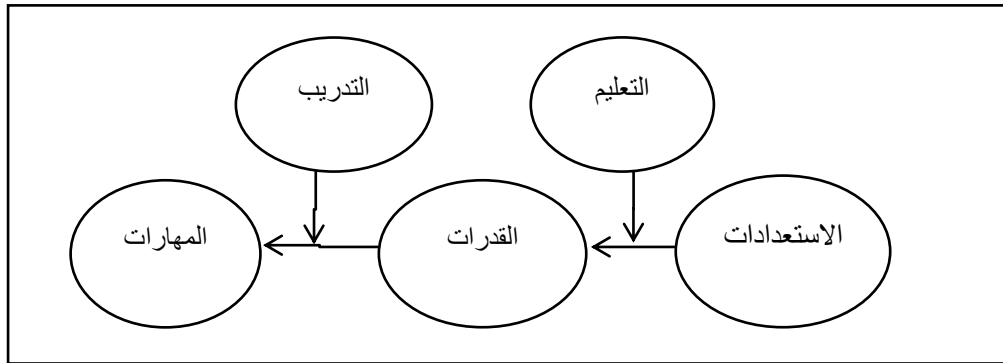 التعليم
التدريب
الاستعدادات
القدرات
المهارات